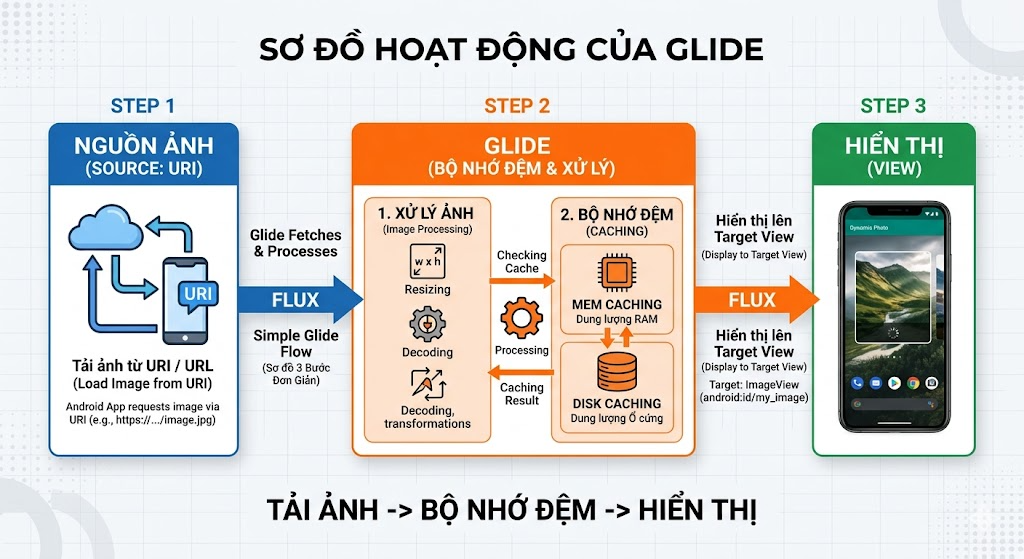 SƠ ĐỒ HOẠT ĐỘNG CỦA GLIDE
STEP 1
NGUỒN ẢNH
(SOURCE: URI)
URI
Tải ảnh từ URI / URL
(Load Image from URI)
Android App requests image via
URI (e.g., https://.../image.jpg)
Glide Fetches
& Processes
FLUX
Simple Glide
Flow
(Sơ đồ 3 Bước
Đơn Giản)
STEP 2
GLIDE
(BỘ NHỚ ĐỆM & XỬ LÝ)
1. XỬ LÝ ẢNH
(Image Processing)
w x h
Resizing
Decoding
Decoding,
transformations
Checking
Cache
Processing
Caching
Result
2. BỘ NHỚ ĐỆM
(CACHING)
MEM CACHING
Dung lượng RAM
DISK CACHING
Dung lượng Ổ cứng
Hiển thị lên
Target View
(Display to Target View)
FLUX
Hiển thị lên
Target View
(Display to Target View)
Target: ImageView
(android:id/my_image)
STEP 3
HIỂN THỊ
(VIEW)
Dynamis Photo
TẢI ẢNH -> BỘ NHỚ ĐỆM -> HIỂN THỊ